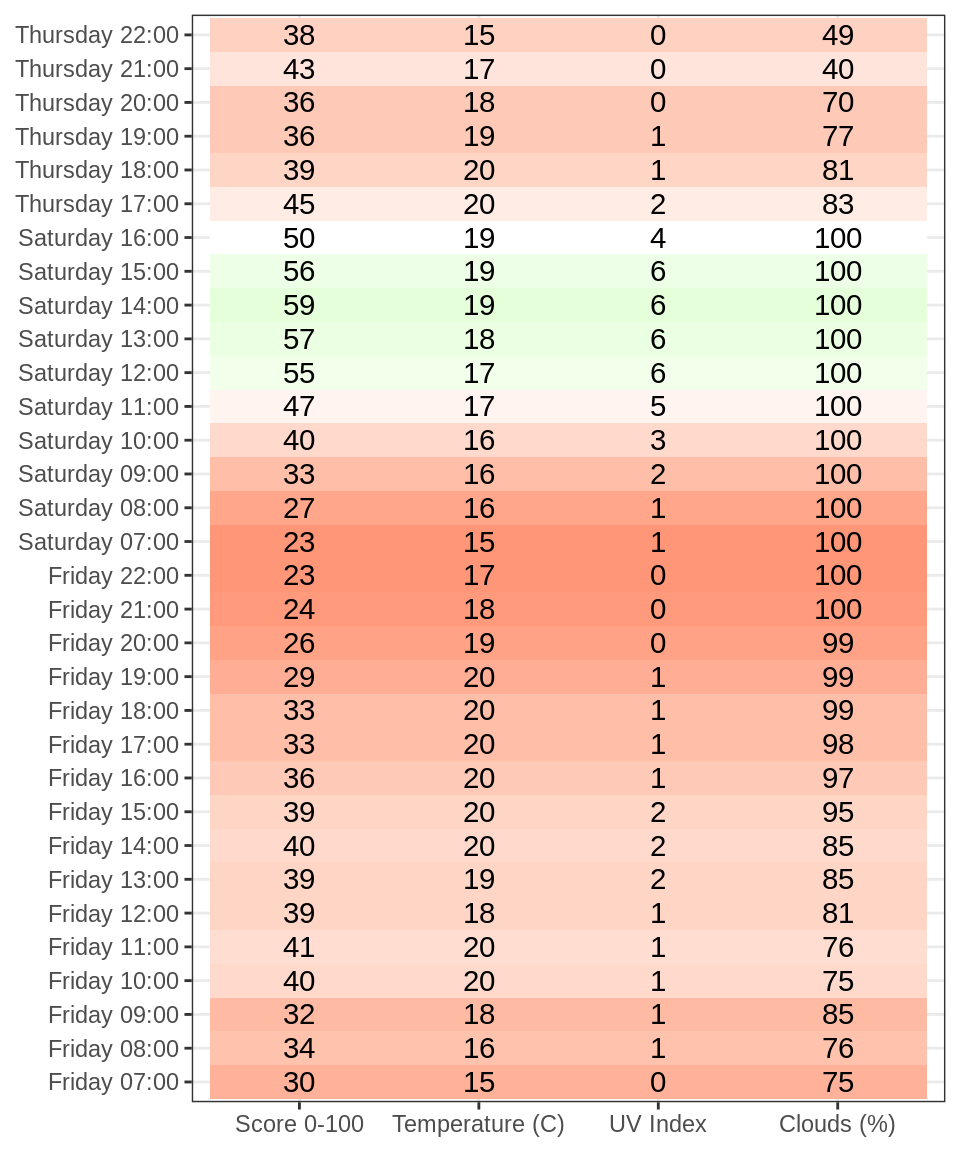 Thursday 22:00 38 15 0 49
Thursday 21:00 43 17 0 40
Thursday 20:00 36 18 0 70
Thursday 19:00 36 19 1 77
Thursday 18:00 39 20 1 81
Thursday 17:00 45 20 2 83
Saturday 16:00 50 19 4 100
Saturday 15:00 56 19 6 100
Saturday 14:00 59 19 6 100
Saturday 13:00 57 18 6 100
Saturday 12:00 55 17 6 100
Saturday 11:00 47 17 5 100
Saturday 10:00 40 16 3 100
Saturday 09:00 33 16 2 100
Saturday 08:00 27 16 1 100
Saturday 07:00 23 15 1 100
Friday 22:00 23 17 0 100
Friday 21:00 24 18 0 100
Friday 20:00 26 19 0 99
Friday 19:00 29 20 1 99
Friday 18:00 33 20 1 99
Friday 17:00 33 20 1 98
Friday 16:00 36 20 1 97
Friday 15:00 39 20 2 95
Friday 14:00 40 20 2 85
Friday 13:00 39 19 2 85
Friday 12:00 39 18 1 81
Friday 11:00 41 20 1 76
Friday 10:00 40 20 1 75
Friday 09:00 32 18 1 85
Friday 08:00 34 16 1 76
Friday 07:00 30 15 0 75
Score 0-100 Temperature (C) UV Index Clouds (%)